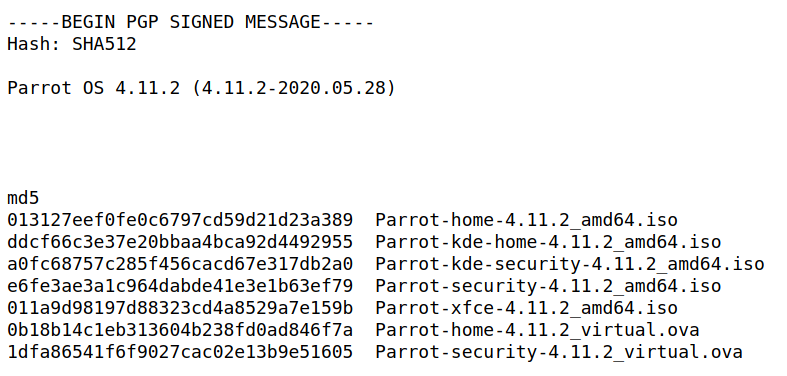 -----BEGIN PGP SIGNED MESSAGE-----
Hash: SHA512
Parrot OS 4.11.2 (4.11.2-2020.05.28)
md5
013127eef0fe0c6797cd59d21d23a389  Parrot-home-4.11.2_amd64.iso
ddcf66c3e37e20bbaa4bca92d4492955  Parrot-kde-home-4.11.2_amd64.iso
a0fc68757c285f456cacd67e317db2a0  Parrot-kde-security-4.11.2_amd64.iso
e6fe3ae3a1c964dabde41e3e1b63ef79  Parrot-security-4.11.2_amd64.iso
011a9d98197d88323cd4a8529a7e159b  Parrot-xfce-4.11.2_amd64.iso
0b18b14c1eb313604b238fd0ad846f7a  Parrot-home-4.11.2_virtual.ova
1dfa86541f6f9027cac02e13b9e51605  Parrot-security-4.11.2_virtual.ova